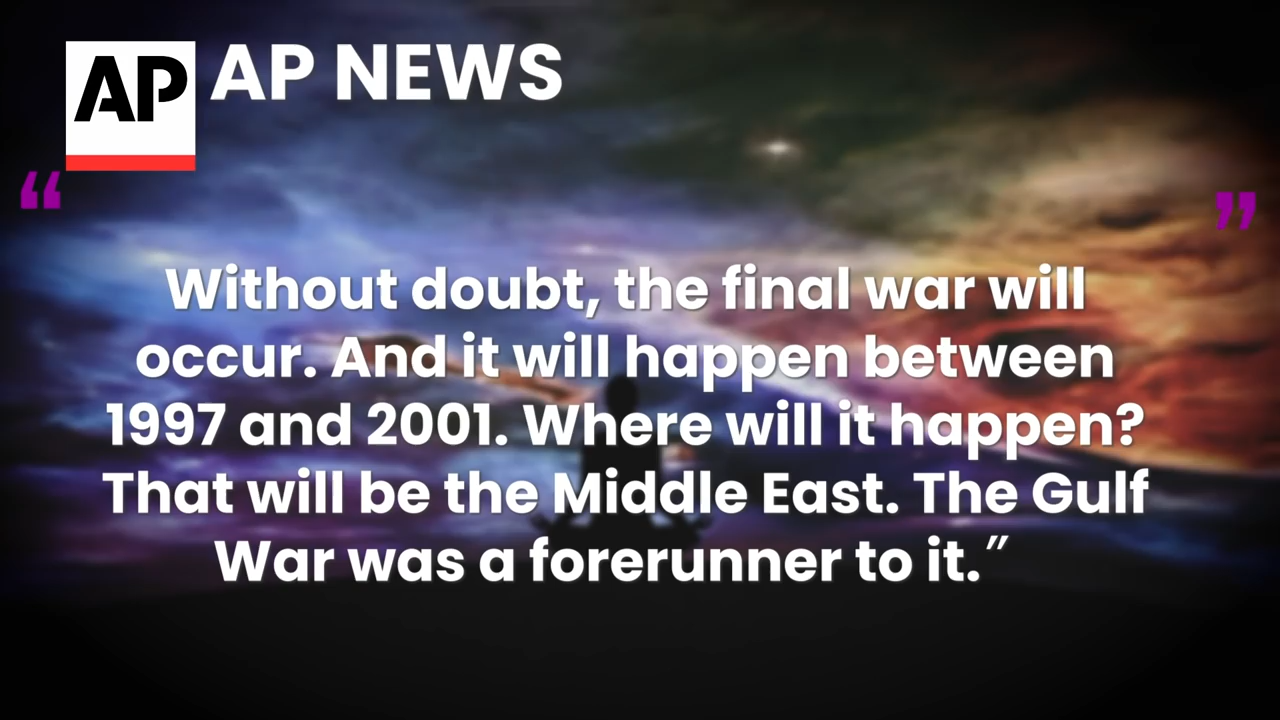 AP AP NEWS
“ ”
Without doubt, the final war will
occur. And it will happen between
1997 and 2001. Where will it happen?
That will be the Middle East. The Gulf
War was a forerunner to it.”